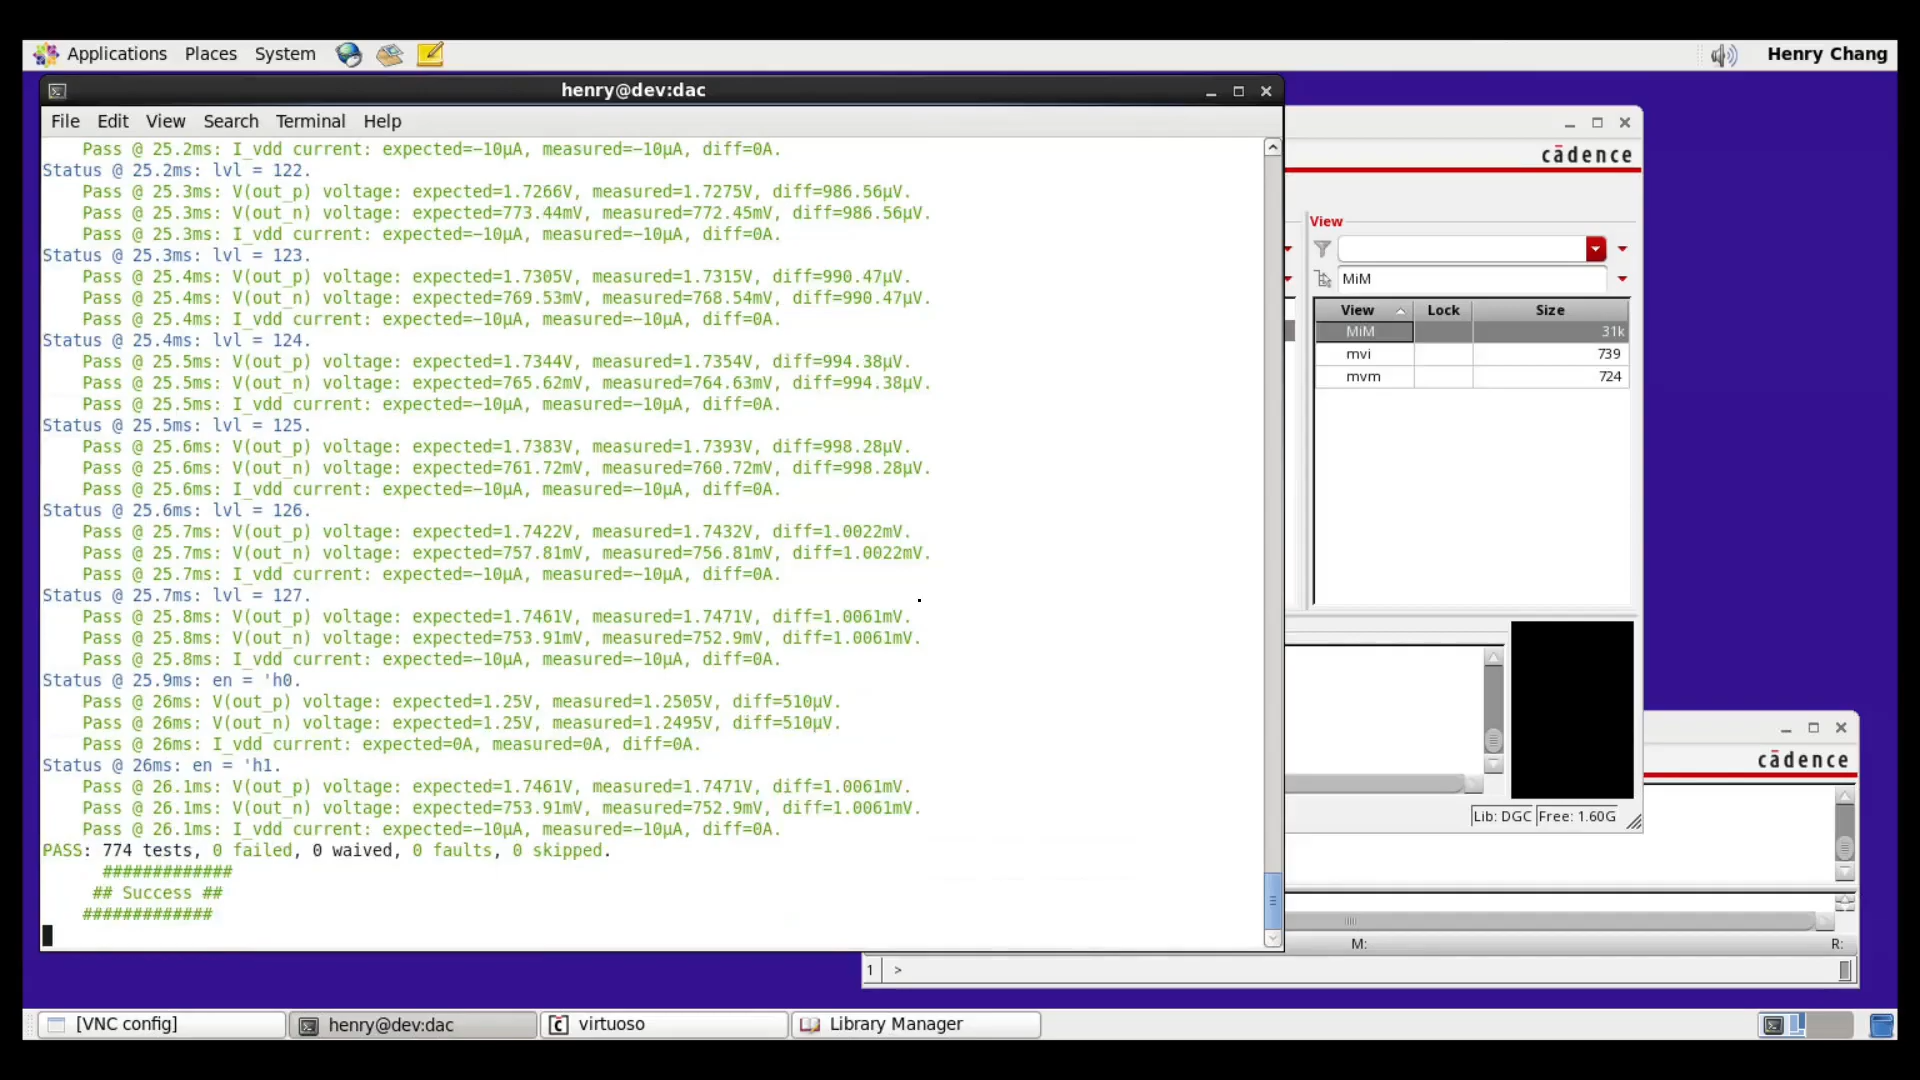 Applications Places System Henry Chang
henry@dev:dac
File Edit View Search Terminal Help
Pass @ 25.2ms: I_vdd current: expected=−10µA, measured=−10µA, diff=0A.
Status @ 25.2ms: lvl = 122.
Pass @ 25.3ms: V(out_p) voltage: expected=1.7266V, measured=1.7275V, diff=986.56µV.
Pass @ 25.3ms: V(out_n) voltage: expected=773.44mV, measured=772.45mV, diff=986.56µV.
Pass @ 25.3ms: I_vdd current: expected=−10µA, measured=−10µA, diff=0A.
Status @ 25.3ms: lvl = 123.
Pass @ 25.4ms: V(out_p) voltage: expected=1.7305V, measured=1.7315V, diff=990.47µV.
Pass @ 25.4ms: V(out_n) voltage: expected=769.53mV, measured=768.54mV, diff=990.47µV.
Pass @ 25.4ms: I_vdd current: expected=−10µA, measured=−10µA, diff=0A.
Status @ 25.4ms: lvl = 124.
Pass @ 25.5ms: V(out_p) voltage: expected=1.7344V, measured=1.7354V, diff=994.38µV.
Pass @ 25.5ms: V(out_n) voltage: expected=765.62mV, measured=764.63mV, diff=994.38µV.
Pass @ 25.5ms: I_vdd current: expected=−10µA, measured=−10µA, diff=0A.
Status @ 25.5ms: lvl = 125.
Pass @ 25.6ms: V(out_p) voltage: expected=1.7383V, measured=1.7393V, diff=998.28µV.
Pass @ 25.6ms: V(out_n) voltage: expected=761.72mV, measured=760.72mV, diff=998.28µV.
Pass @ 25.6ms: I_vdd current: expected=−10µA, measured=−10µA, diff=0A.
Status @ 25.6ms: lvl = 126.
Pass @ 25.7ms: V(out_p) voltage: expected=1.7422V, measured=1.7432V, diff=1.0022mV.
Pass @ 25.7ms: V(out_n) voltage: expected=757.81mV, measured=756.81mV, diff=1.0022mV.
Pass @ 25.7ms: I_vdd current: expected=−10µA, measured=−10µA, diff=0A.
Status @ 25.7ms: lvl = 127.
Pass @ 25.8ms: V(out_p) voltage: expected=1.7461V, measured=1.7471V, diff=1.0061mV.
Pass @ 25.8ms: V(out_n) voltage: expected=753.91mV, measured=752.9mV, diff=1.0061mV.
Pass @ 25.8ms: I_vdd current: expected=−10µA, measured=−10µA, diff=0A.
Status @ 25.9ms: en = 'h0.
Pass @ 26ms: V(out_p) voltage: expected=1.25V, measured=1.2505V, diff=510µV.
Pass @ 26ms: V(out_n) voltage: expected=1.25V, measured=1.2495V, diff=510µV.
Pass @ 26ms: I_vdd current: expected=0A, measured=0A, diff=0A.
Status @ 26ms: en = 'h1.
Pass @ 26.1ms: V(out_p) voltage: expected=1.7461V, measured=1.7471V, diff=1.0061mV.
Pass @ 26.1ms: V(out_n) voltage: expected=753.91mV, measured=752.9mV, diff=1.0061mV.
Pass @ 26.1ms: I_vdd current: expected=−10µA, measured=−10µA, diff=0A.
PASS: 774 tests, 0 failed, 0 waived, 0 faults, 0 skipped.
#############
## Success ##
#############
cādence
View
MiM
View Lock Size
MiM 31k
mvi 739
mvm 724
Lib: DGC Free: 1.60G
cādence
M: R:
1 >
[VNC config] henry@dev:dac virtuoso Library Manager